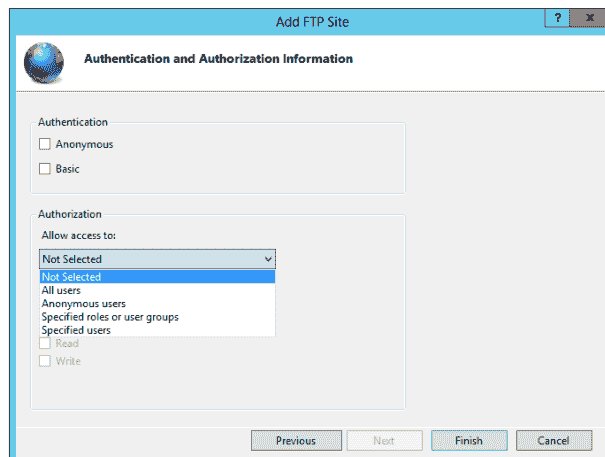 Add FTP Site
?
x
Authentication and Authorization Information
Authentication
Anonymous
Basic
Authorization
Allow access to:
Not Selected
Not Selected
All users
Anonymous users
Specified roles or user groups
Specified users
Read
Write
Previous
Next
Finish
Cancel